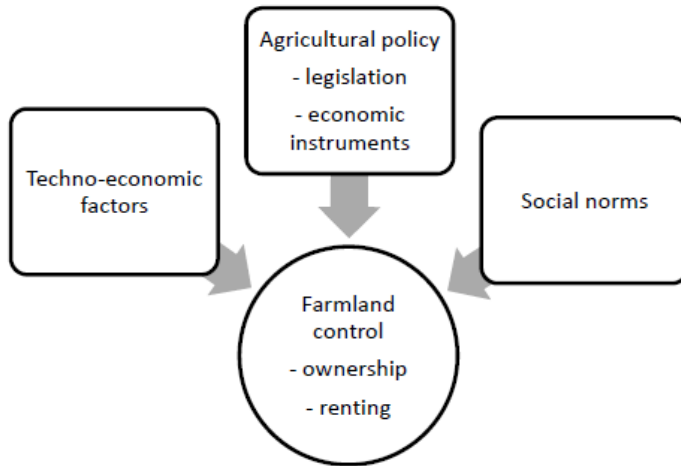 Agricultural policy
- legislation
- economic
instruments
Techno-economic
factors
Social norms
Farmland
control
- ownership
- renting